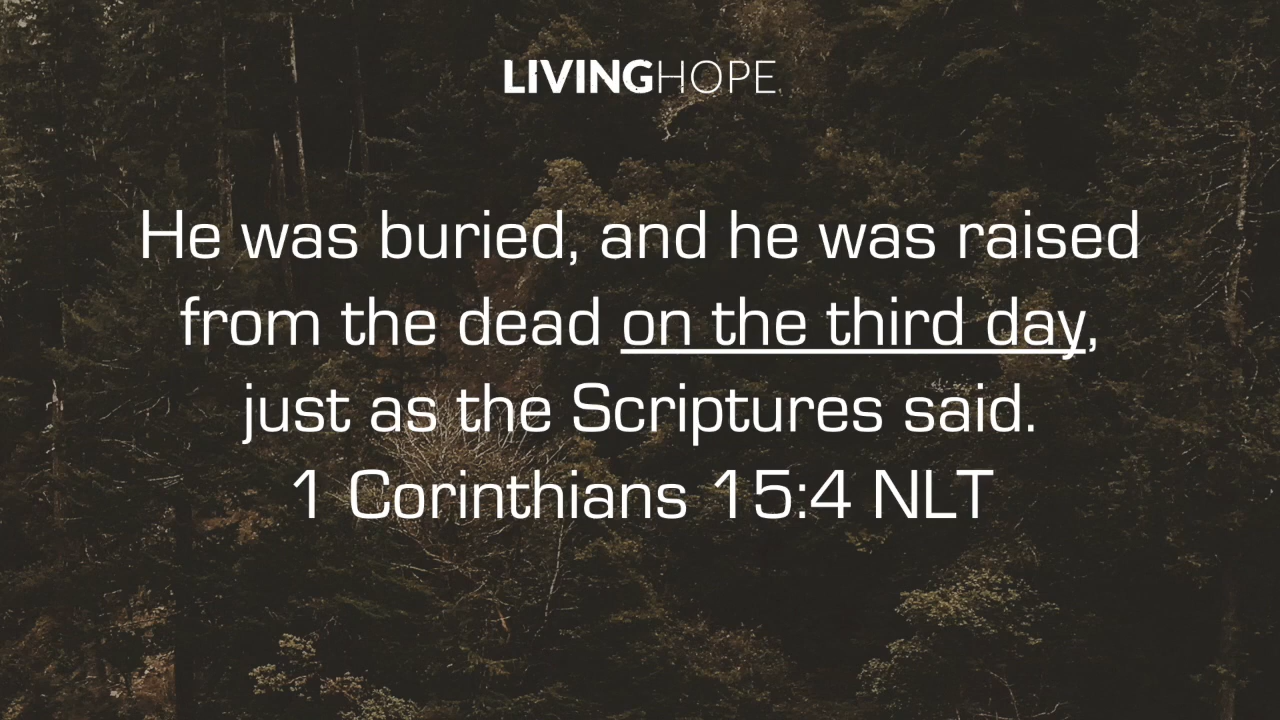 LIVINGHOPE
He was buried, and he was raised
from the dead on the third day,
just as the Scriptures said.
1 Corinthians 15:4 NLT